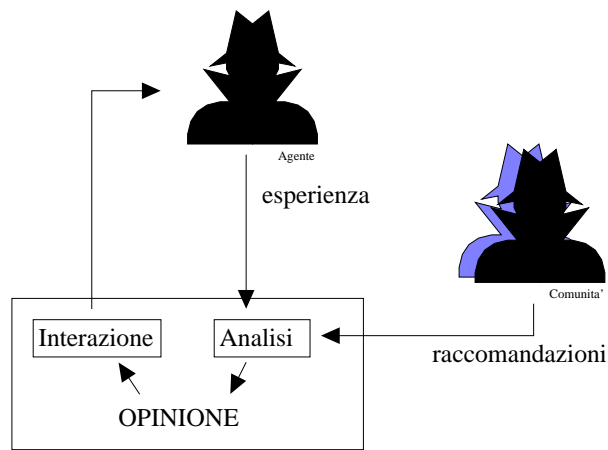 Agente
esperienza
Comunita’
Interazione
Analisi
raccomandazioni
OPINIONE